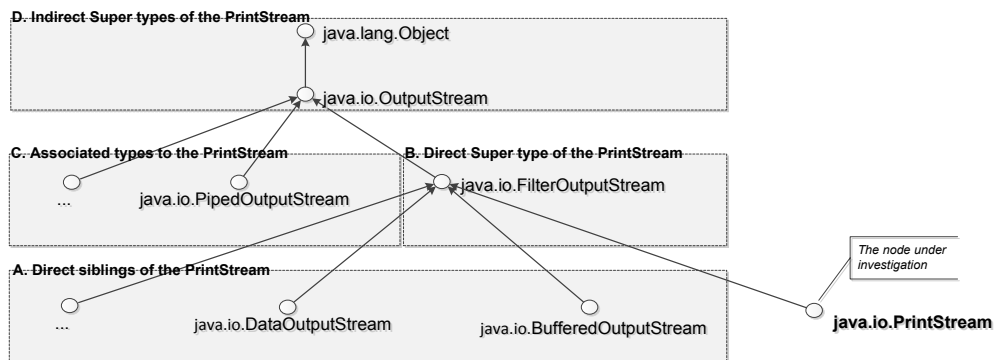 D. Indirect Super types of the PrintStream
java.lang.Object
java.io.OutputStream
C. Associated types to the PrintStream
B. Direct Super type of the PrintStream
...
java.io.PipedOutputStream
java.io.FilterOutputStream
The node under
investigation
A. Direct siblings of the PrintStream
...
java.io.DataOutputStream
java.io.BufferedOutputStream
java.io.PrintStream